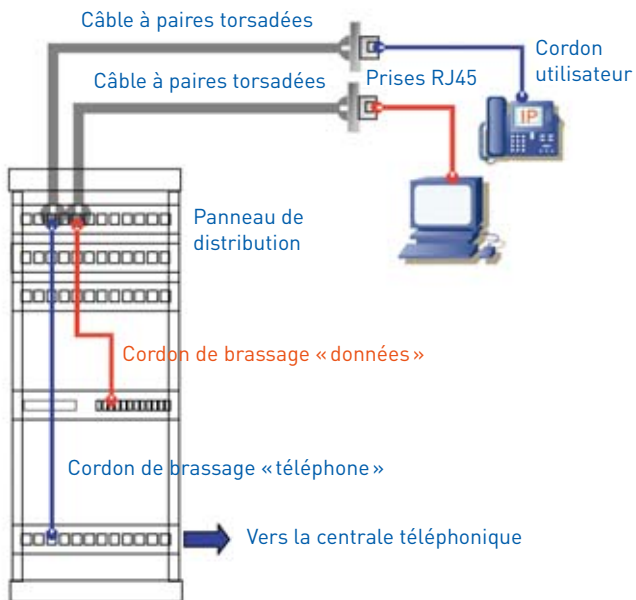 Câble à paires torsadées
Câble à paires torsadées
Prises RJ45
Cordon
utilisateur
IP
Panneau de
distribution
Cordon de brassage «données»
Cordon de brassage «téléphone»
Vers la centrale téléphonique